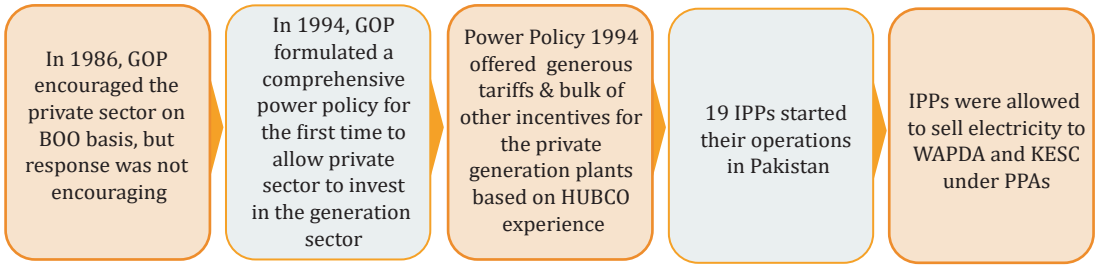 In 1986, GOP
encouraged the
private sector on
BOO basis, but
response was not
encouraging
In 1994, GOP
formulated a
comprehensive
power policy for
the first time to
allow private
sector to invest
in the generation
sector
Power Policy 1994
offered generous
tariffs & bulk of
other incentives for
the private
generation plants
based on HUBCO
experience
19 IPPs started
their operations
in Pakistan
IPPs were allowed
to sell electricity to
WAPDA and KESC
under PPAs